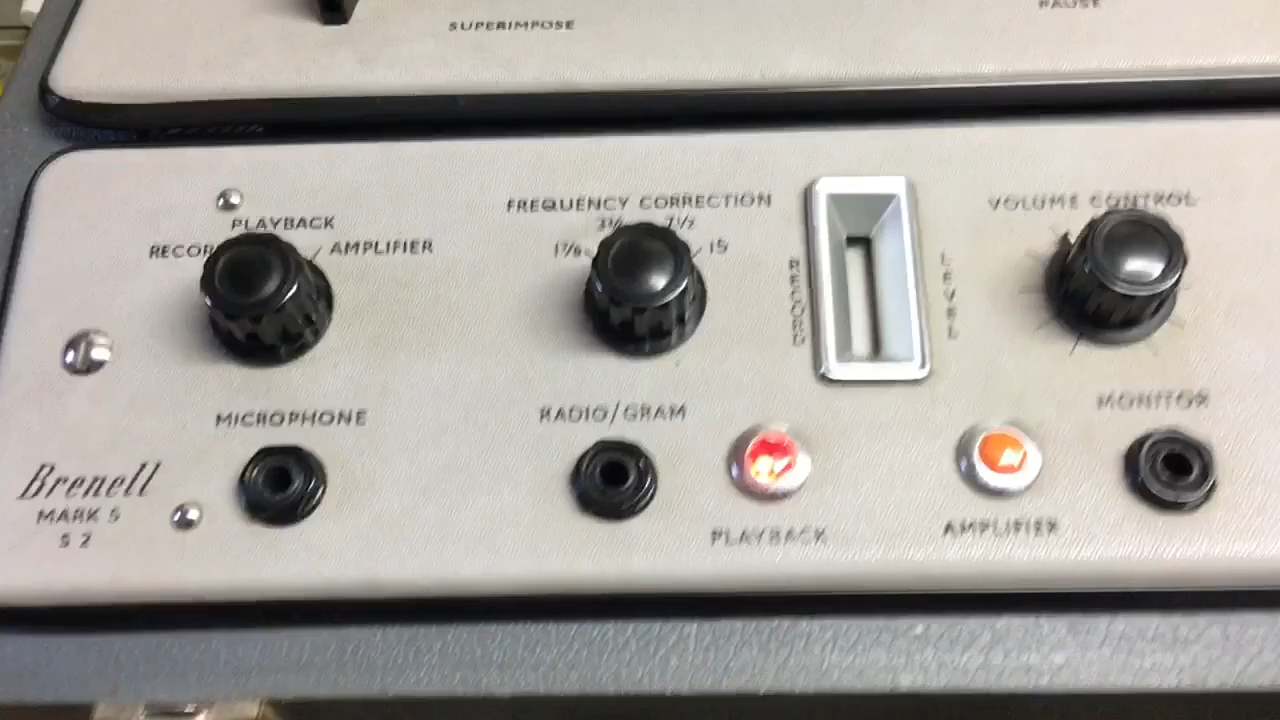 SUPERIMPOSE
PAUSE
PLAYBACK
RECOR
AMPLIFIER
FREQUENCY CORRECTION
3¾ 7½
1⅞ 15
RECORD
LEVEL
VOLUME CONTROL
MICROPHONE
RADIO/GRAM
MONITOR
PLAYBACK
AMPLIFIER
Brenell
MARK 5
S 2